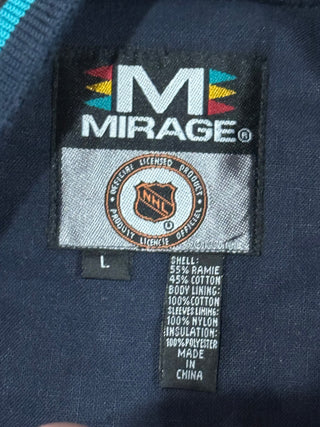 M
MIRAGE®
OFFICIAL LICENSED PRODUCT
NHL
PRODUIT LICENCIÉ OFFICIEL
L
SHELL:
55% RAMIE
45% COTTON
BODY LINING:
100% COTTON
SLEEVES LINING:
100% NYLON
INSULATION:
100% POLYESTER
MADE
IN
CHINA